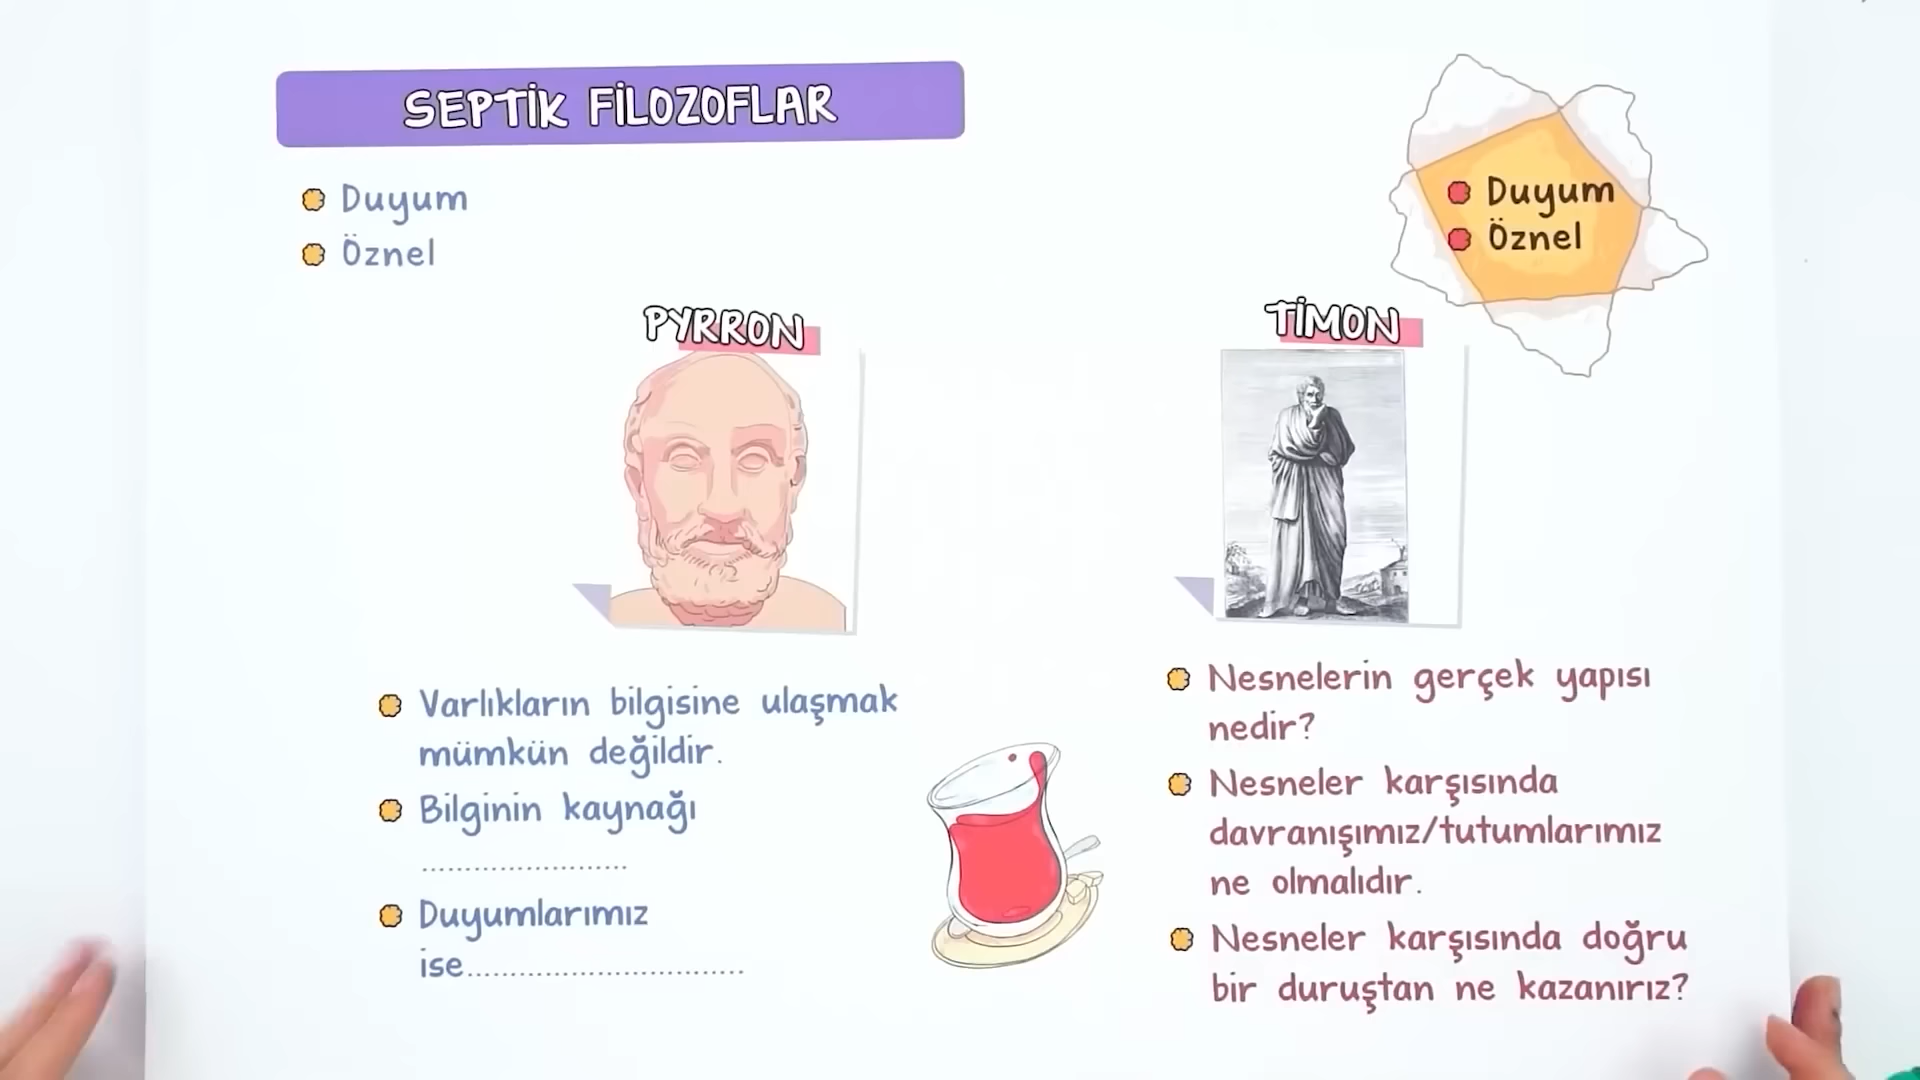 SEPTİK FİLOZOFLAR
Duyum
Öznel
Duyum
Öznel
PYRRON
Varlıkların bilgisine ulaşmak
mümkün değildir.
Bilginin kaynağı
........................
Duyumlarımız
ise................................
TİMON
Nesnelerin gerçek yapısı
nedir?
Nesneler karşısında
davranışımız/tutumlarımız
ne olmalıdır.
Nesneler karşısında doğru
bir duruştan ne kazanırız?